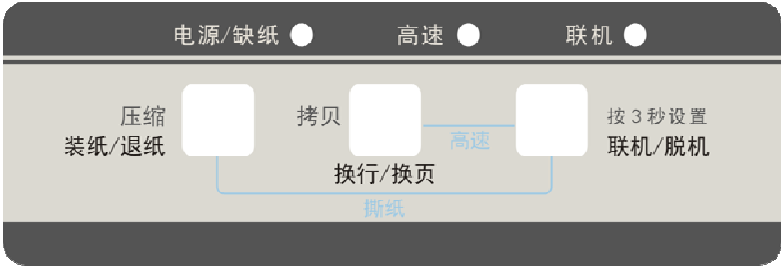 电源/缺纸 高速 联机
压缩 拷贝 按3秒设置
高速
装纸/退纸 联机/脱机
换行/换页
撕纸